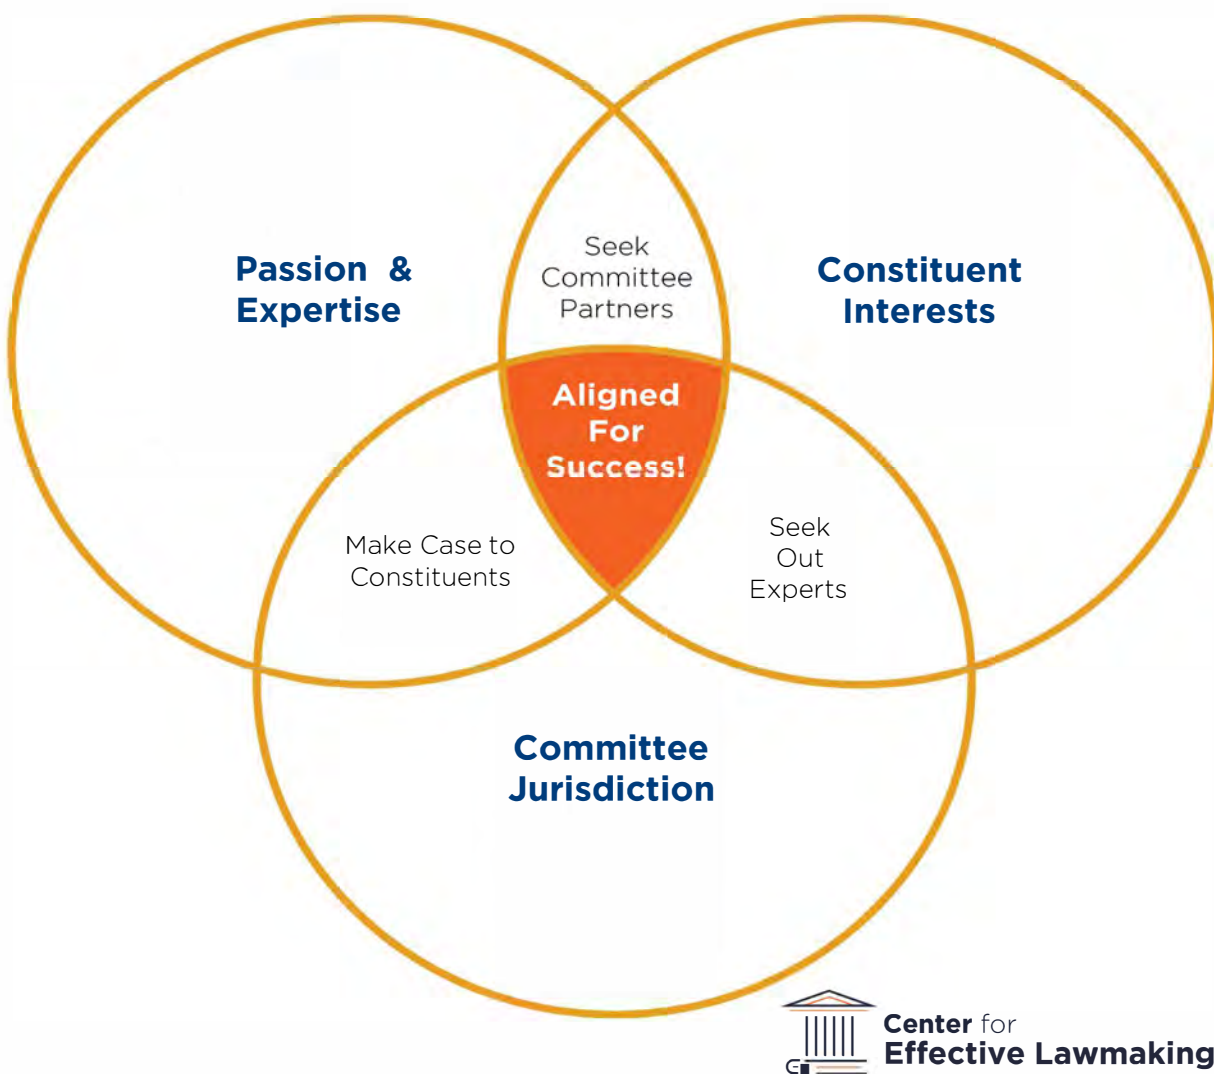 Seek
Committee
Partners
Passion &
Expertise
Constituent
Interests
Aligned
For
Success!
Make Case to
Constituents
Seek
Out
Experts
Committee
Jurisdiction
Center for
Effective Lawmaking